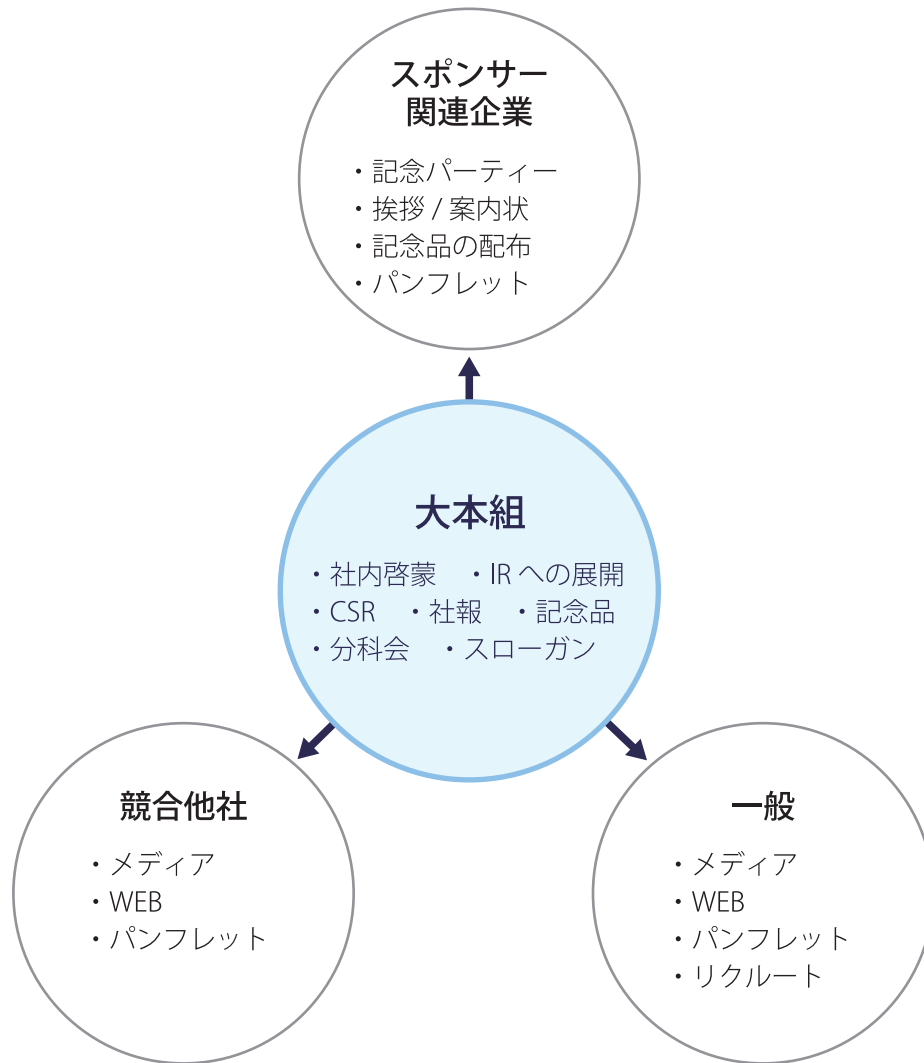 スポンサー
関連企業
・記念パーティー
・挨拶 / 案内状
・記念品の配布
・パンフレット
大本組
・社内啓蒙　・IR への展開
・CSR　・社報　・記念品
・分科会　・スローガン
競合他社
・メディア
・WEB
・パンフレット
一般
・メディア
・WEB
・パンフレット
・リクルート